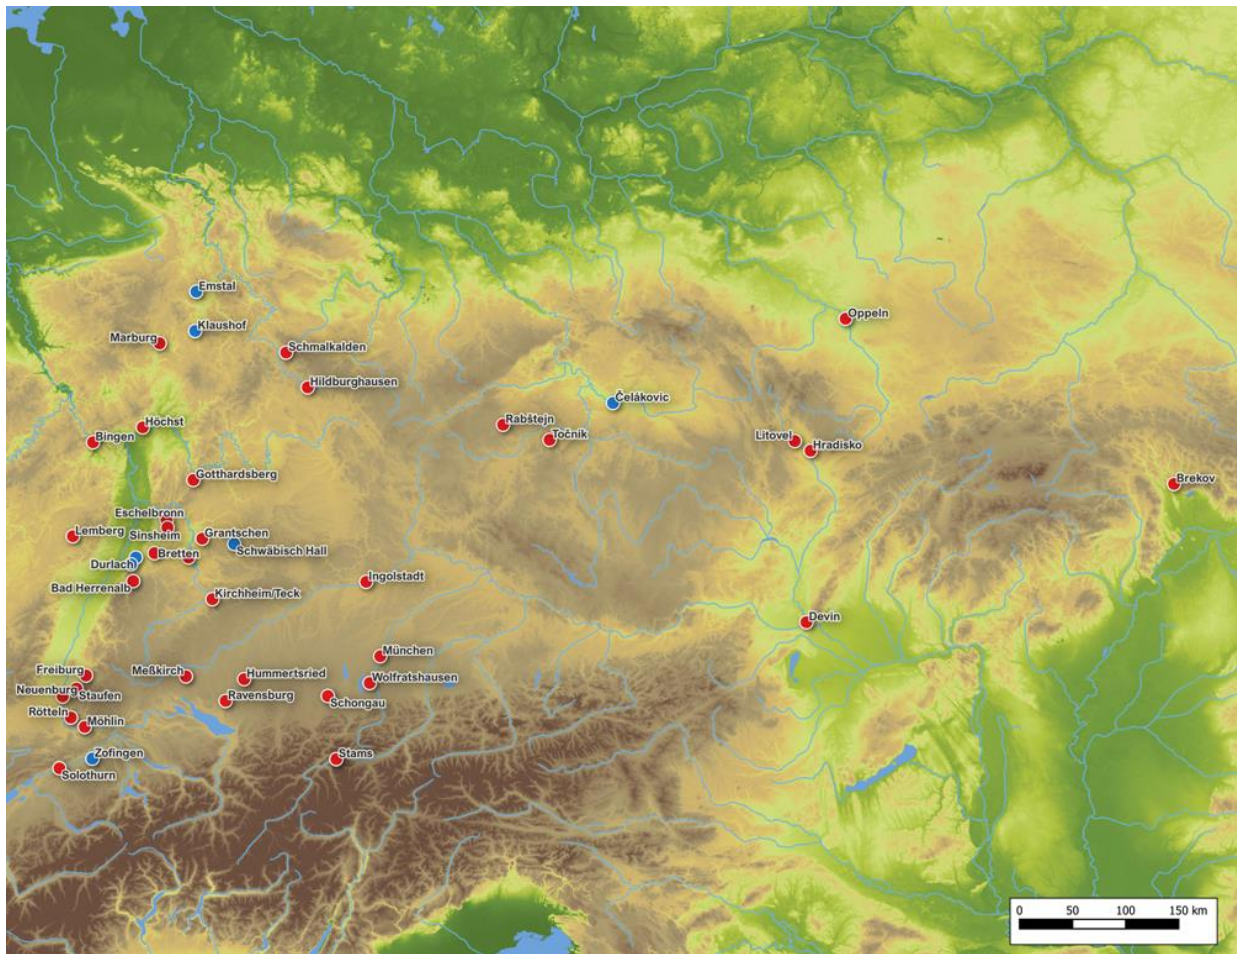 Emstal
Oppeln
Klaushof
Marburg
Schmalkalden
Hildburghausen
Čelákovic
Höchst
Rabštejn
Bingen
Točník
Litovel
Hradisko
Gotthardsberg
Brekov
Eschelbronn
Lemberg
Sinsheim
Grantschen
Schwäbisch Hall
Bretten
Durlach
Ingolstadt
Bad Herrenalb
Kirchheim/Teck
Devin
München
Freiburg
Meßkirch
Hummertsried
Wolfratshausen
Neuenburg
Staufen
Ravensburg
Schongau
Rötteln
Möhlin
Zofingen
Stams
Solothurn
0 50 100 150 km